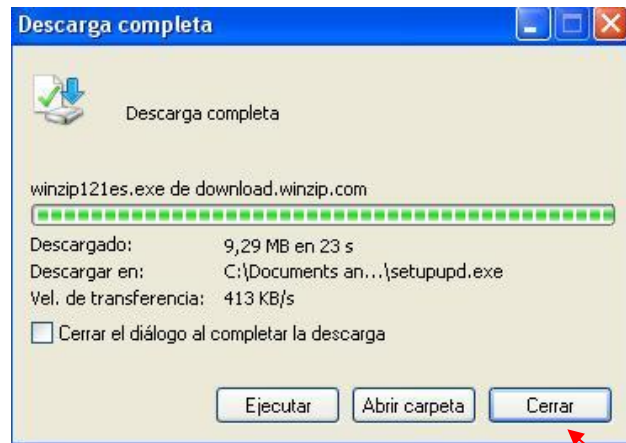 Descarga completa
Descarga completa
winzip121es.exe de download.winzip.com
Descargado: 9,29 MB en 23 s
Descargar en: C:\Documents an...\setupupd.exe
Vel. de transferencia: 413 KB/s
Cerrar el diálogo al completar la descarga
Ejecutar Abrir carpeta Cerrar